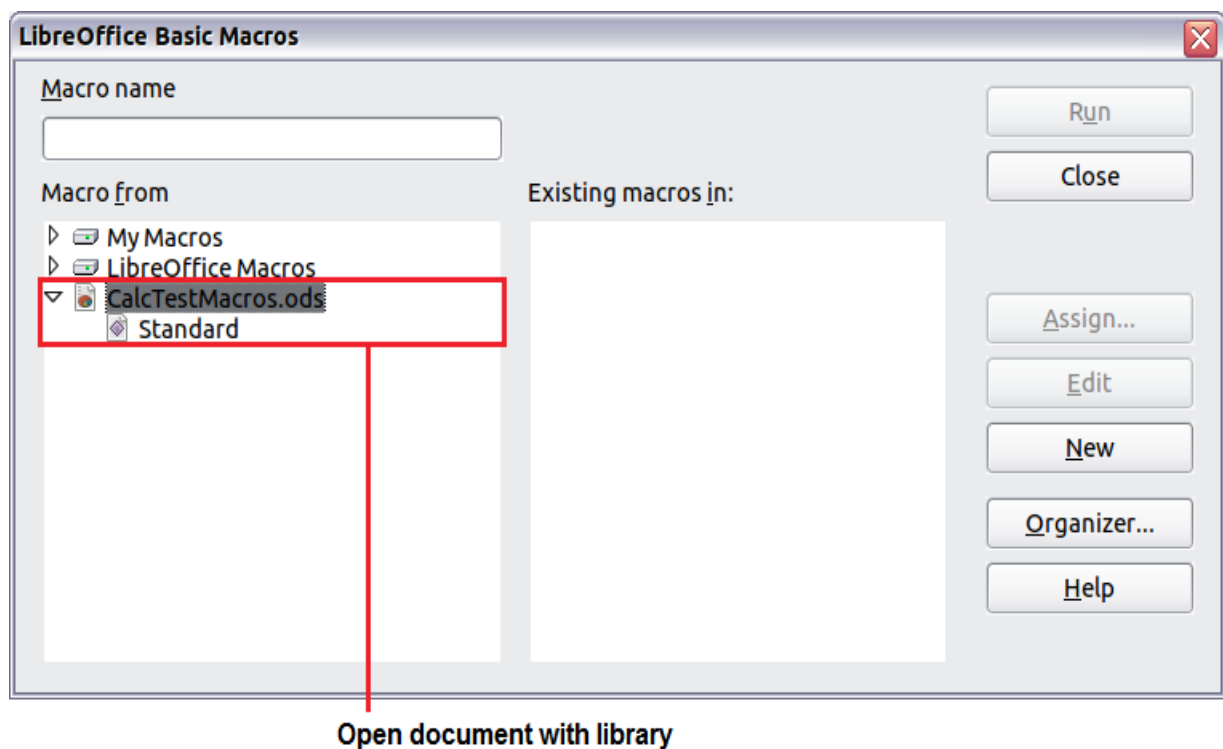 LibreOffice Basic Macros
Macro name
Run
Close
Macro from
Existing macros in:
My Macros
LibreOffice Macros
CalcTestMacros.ods
Standard
Assign...
Edit
New
Organizer...
Help
Open document with library